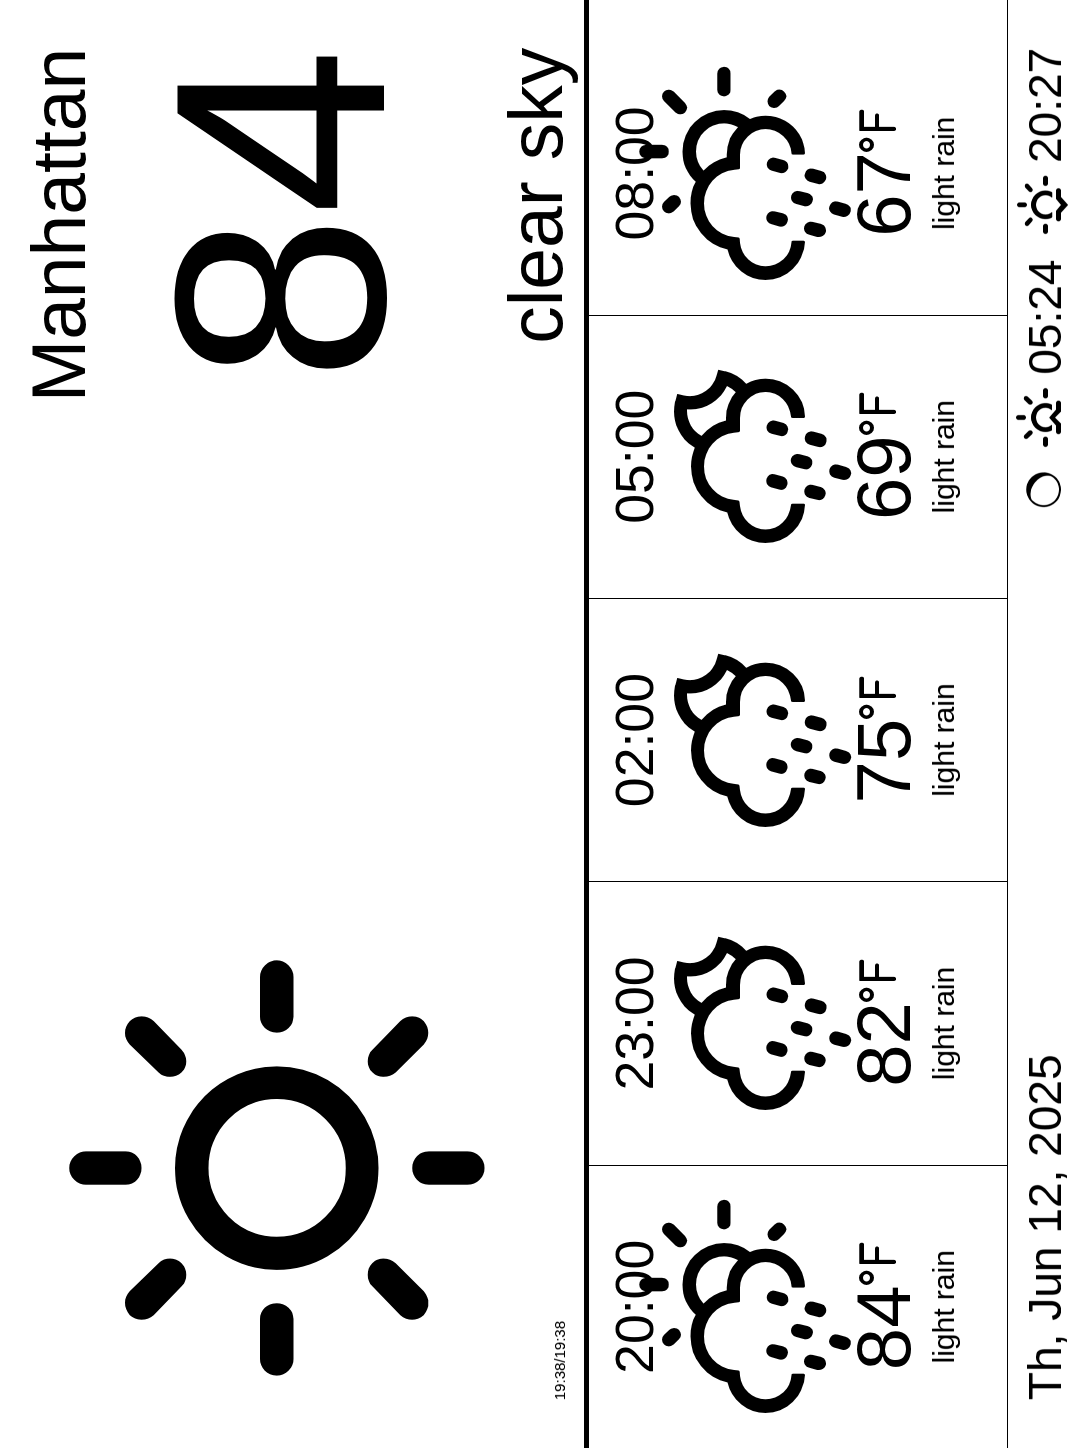 Manhattan
84
clear sky
19:38/19:38
20:00 23:00 02:00 05:00 08:00
84°F 82°F 75°F 69°F 67°F
light rain light rain light rain light rain light rain
Th, Jun 12, 2025 05:24 20:27